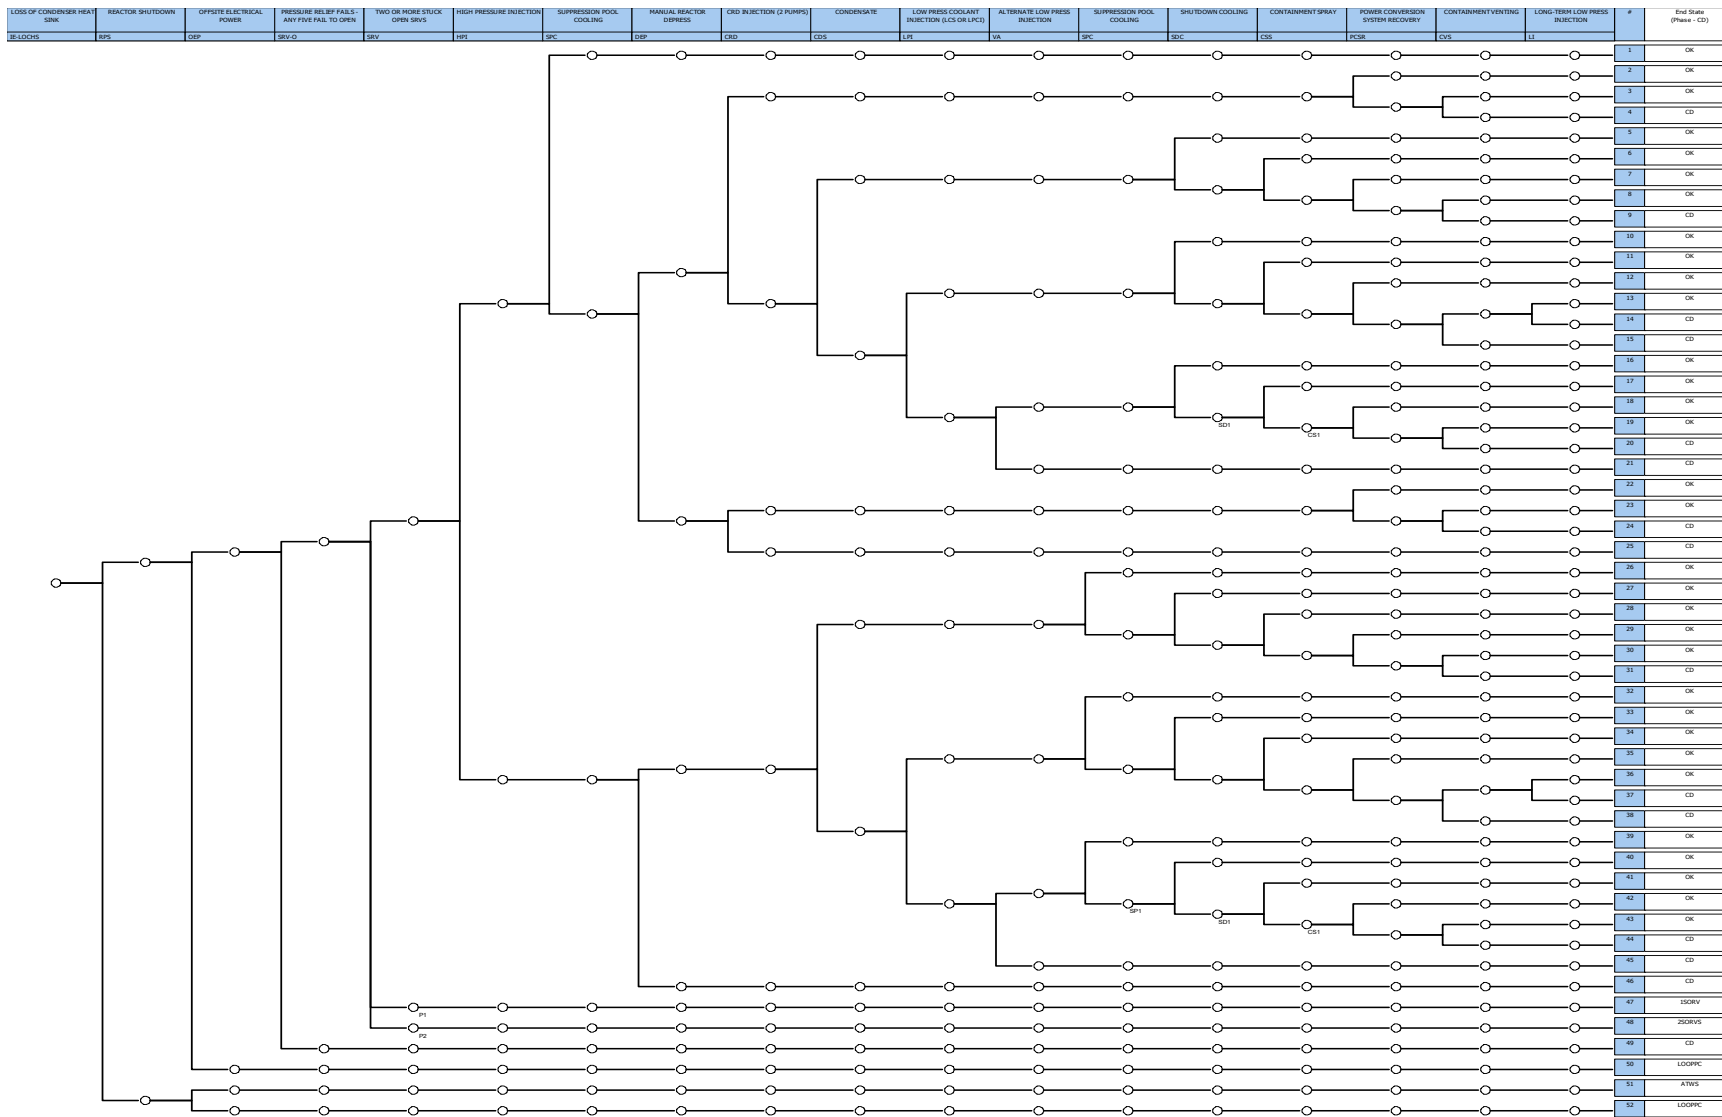 LOSS OF CONDENSER HEAT
SINK
REACTOR SHUTDOWN
OFFSITE ELECTRICAL
POWER
PRESSURE RELIEF FAILS -
ANY FIVE FAIL TO OPEN
TWO OR MORE STUCK
OPEN SRVS
HIGH PRESSURE INJECTION
SUPPRESSION POOL
COOLING
MANUAL REACTOR
DEPRESS
CRD INJECTION (2 PUMPS)
CONDENSATE
LOW PRESS COOLANT
INJECTION (LCS OR LPCI)
ALTERNATE LOW PRESS
INJECTION
SUPPRESSION POOL
COOLING
SHUTDOWN COOLING
CONTAINMENT SPRAY
POWER CONVERSION
SYSTEM RECOVERY
CONTAINMENT VENTING
LONG-TERM LOW PRESS
INJECTION
#
End State
(Phase - CD)
IE-LOCHS
RPS
OEP
SRV-O
SRV
HPI
SPC
DEP
CRD
CDS
LPI
VA
SPC
SDC
CSS
PCSR
CVS
LI
1 OK
2 OK
3 OK
4 CD
5 OK
6 OK
7 OK
8 OK
9 CD
10 OK
11 OK
12 OK
13 OK
14 CD
15 CD
16 OK
17 OK
18 OK
SD1
CS1
19 OK
20 CD
21 CD
22 OK
23 OK
24 CD
25 CD
26 OK
27 OK
28 OK
29 OK
30 OK
31 CD
32 OK
33 OK
34 OK
35 OK
36 OK
37 CD
38 CD
39 OK
40 OK
41 OK
42 OK
SP1
SD1
CS1
43 OK
44 CD
45 CD
46 CD
47 1SORV
P1
48 2SORVS
P2
49 CD
50 LOOPPC
51 ATWS
52 LOOPPC